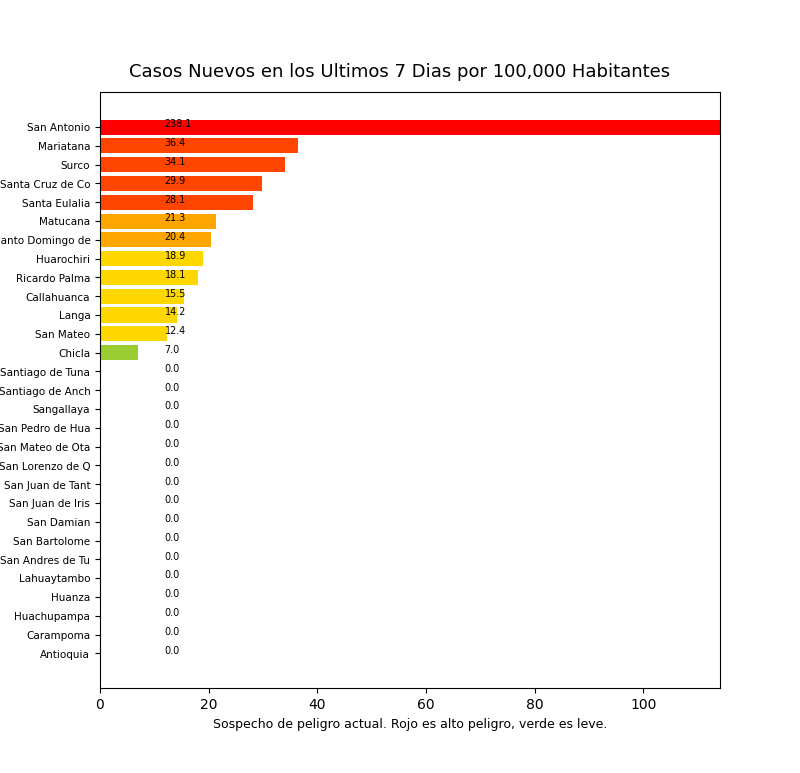 Casos Nuevos en los Ultimos 7 Dias por 100,000 Habitantes
San Antonio 238.1
Mariatana 36.4
Surco 34.1
Santa Cruz de Co 29.9
Santa Eulalia 28.1
Matucana 21.3
anto Domingo de 20.4
Huarochiri 18.9
Ricardo Palma 18.1
Callahuanca 15.5
Langa 14.2
San Mateo 12.4
Chicla 7.0
Santiago de Tuna 0.0
Santiago de Anch 0.0
Sangallaya 0.0
San Pedro de Hua 0.0
San Mateo de Ota 0.0
San Lorenzo de Q 0.0
San Juan de Tant 0.0
San Juan de Iris 0.0
San Damian 0.0
San Bartolome 0.0
San Andres de Tu 0.0
Lahuaytambo 0.0
Huanza 0.0
Huachupampa 0.0
Carampoma 0.0
Antioquia 0.0
0 20 40 60 80 100
Sospecho de peligro actual. Rojo es alto peligro, verde es leve.